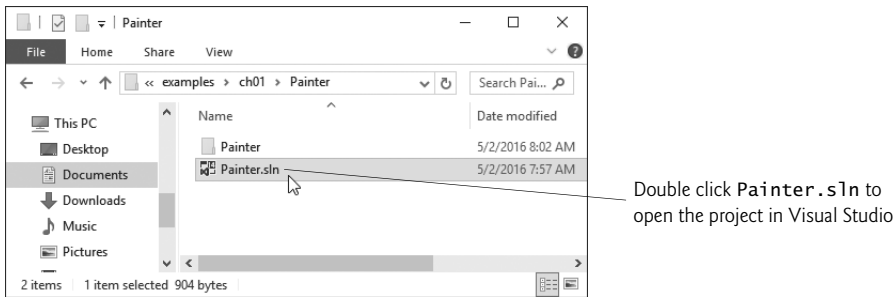 Painter
File Home Share View
« examples › ch01 › Painter
Search Pai...
Name Date modified
This PC
Desktop
Documents
Downloads
Music
Pictures
Painter 5/2/2016 8:02 AM
Painter.sln 5/2/2016 7:57 AM
2 items 1 item selected 904 bytes
Double click Painter.sln to
open the project in Visual Studio